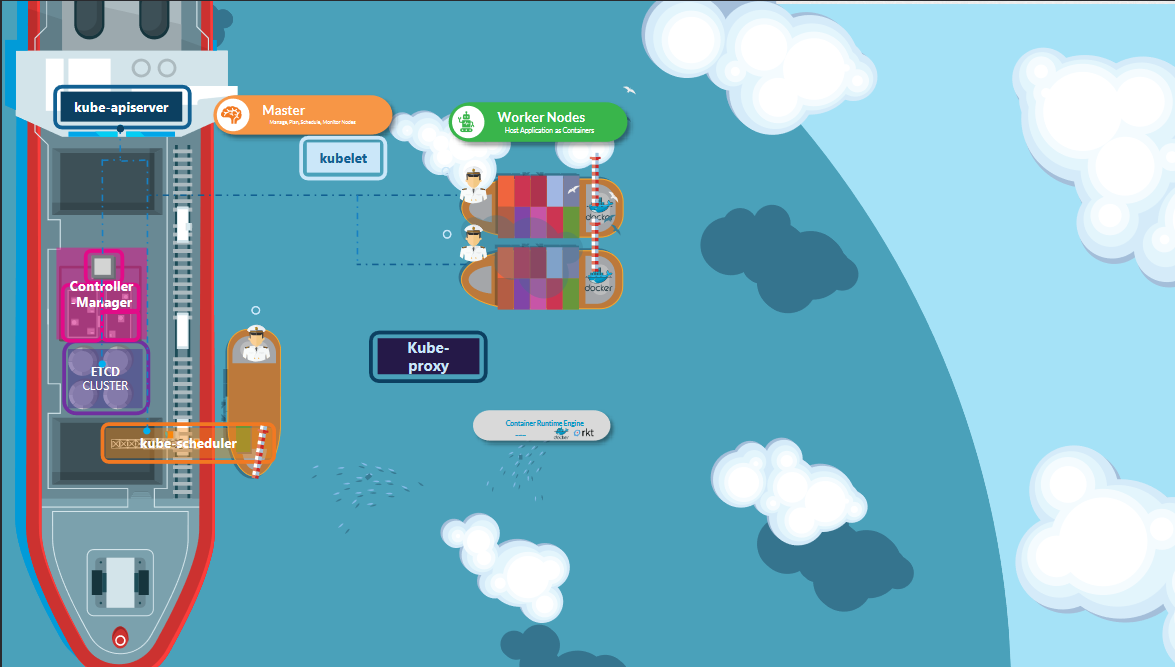 kube-apiserver
Master
Manage, Plan, Schedule, Monitor Nodes
Worker Nodes
Host Application as Containers
kubelet
docker
docker
Controller
-Manager
Kube-
proxy
ETCD
CLUSTER
kube-scheduler
Container Runtime Engine
docker
rkt